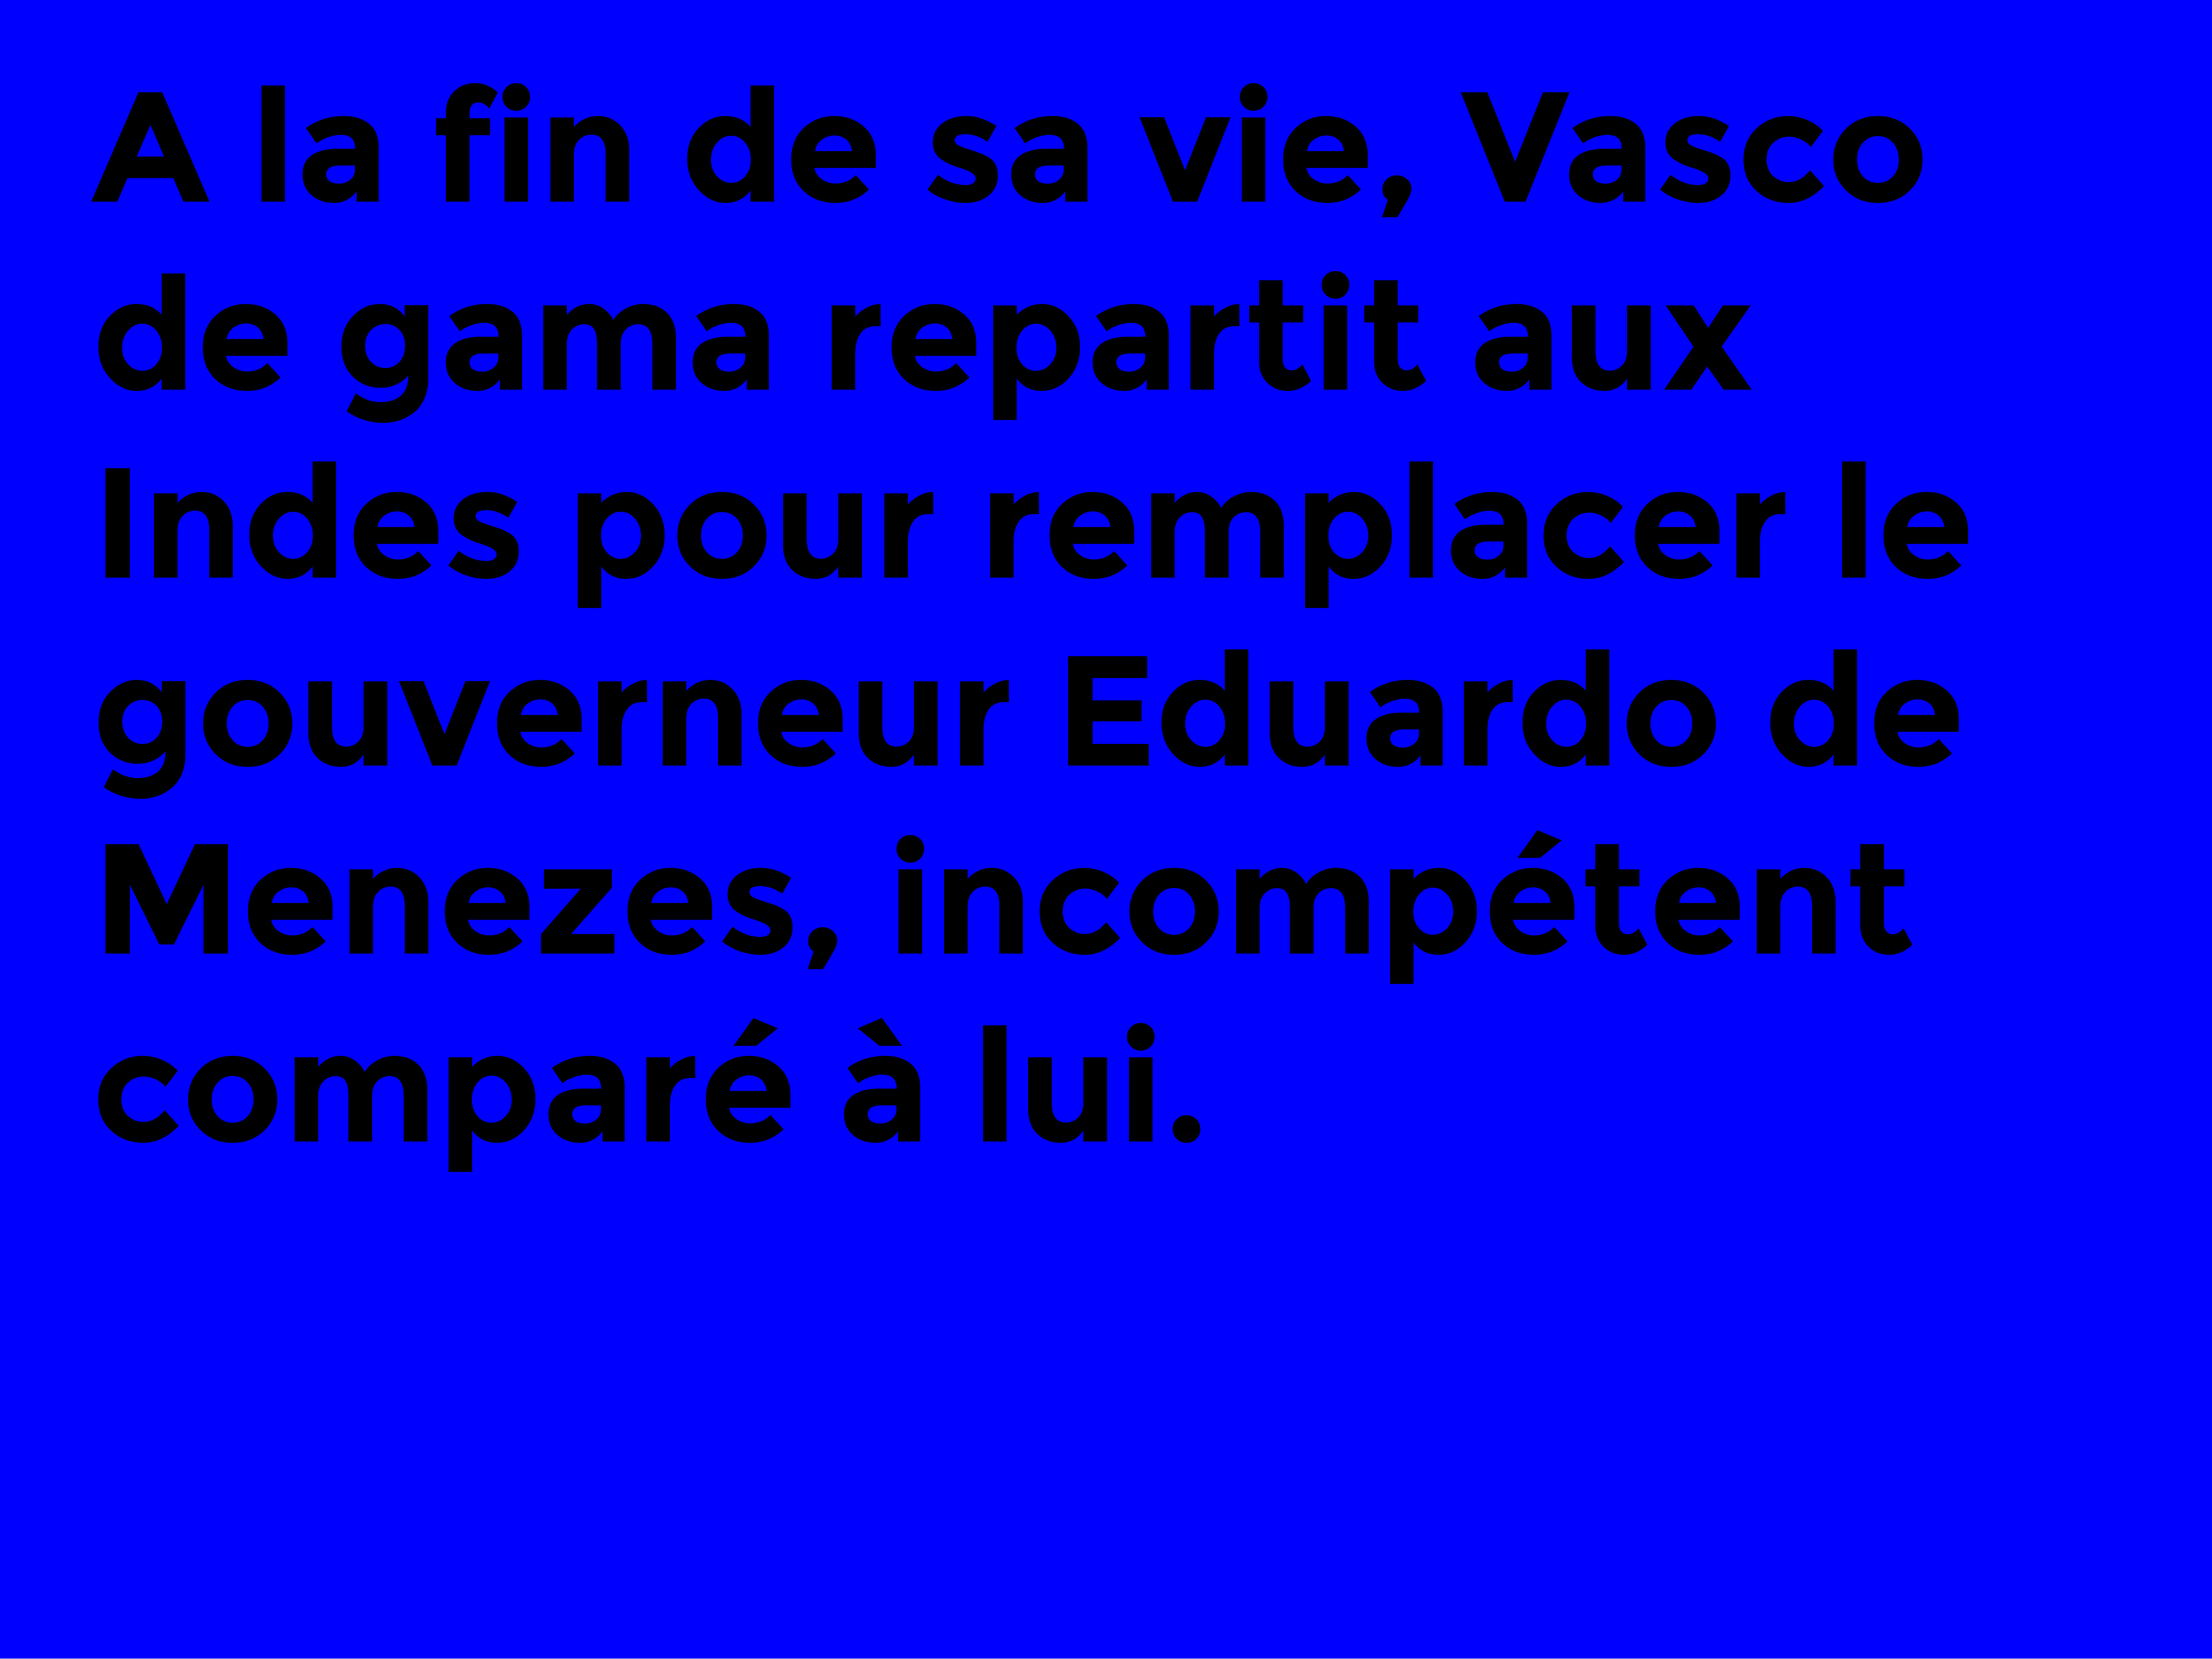 A la fin de sa vie, Vasco
de gama repartit aux
Indes pour remplacer le
gouverneur Eduardo de
Menezes, incompétent
comparé à lui.